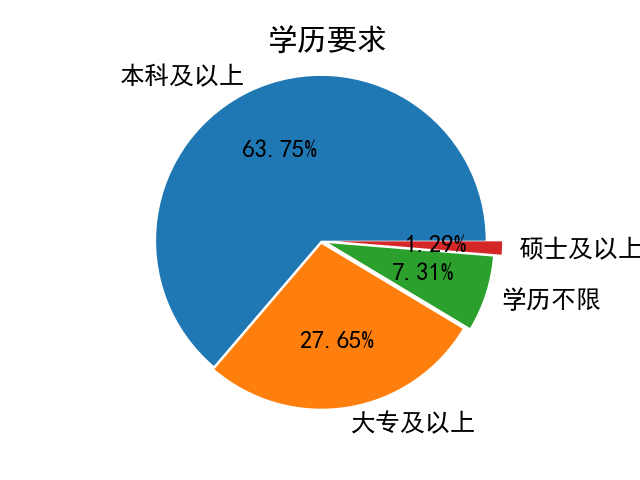 学历要求
本科及以上
63.75%
1.29%
硕士及以上
7.31%
学历不限
27.65%
大专及以上